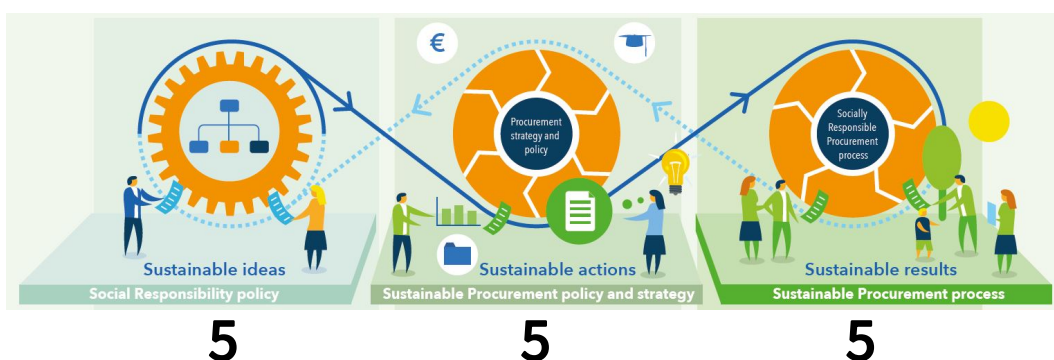 €
Procurement
strategy and
policy
Socially
Responsible
Procurement
process
Sustainable ideas
Sustainable actions
Sustainable results
Social Responsibility policy
Sustainable Procurement policy and strategy
Sustainable Procurement process
5
5
5